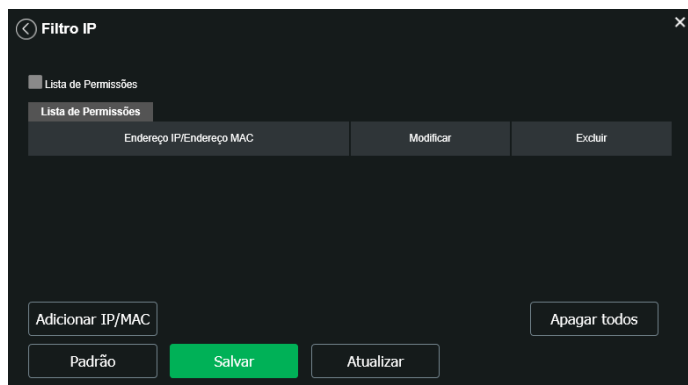 Filtro IP
Lista de Permissões
Lista de Permissões
Endereço IP/Endereço MAC Modificar Excluir
Adicionar IP/MAC Apagar todos
Padrão Salvar Atualizar